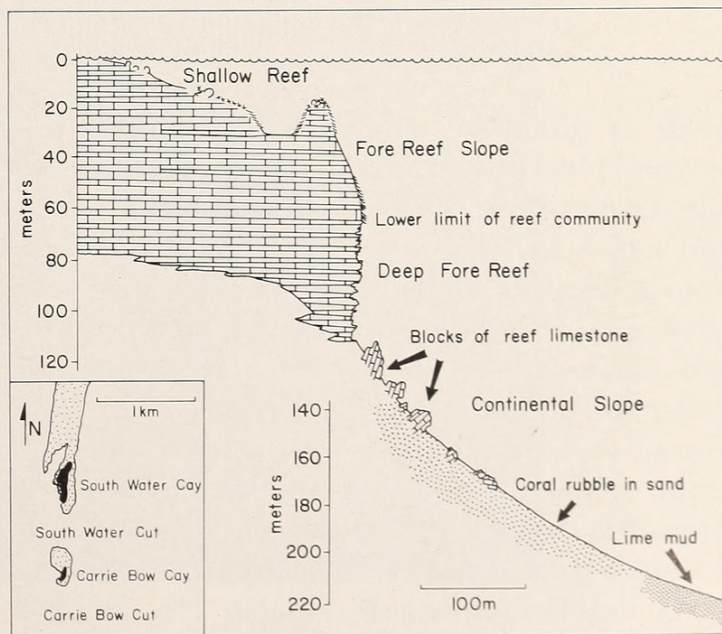 0
20
40
60
80
100
120
meters
Shallow Reef
Fore Reef Slope
Lower limit of reef community
Deep Fore Reef
Blocks of reef limestone
Continental Slope
Coral rubble in sand
Lime mud
140
160
180
200
220
meters
100m
1km
N
South Water Cay
South Water Cut
Carrie Bow Cay
Carrie Bow Cut